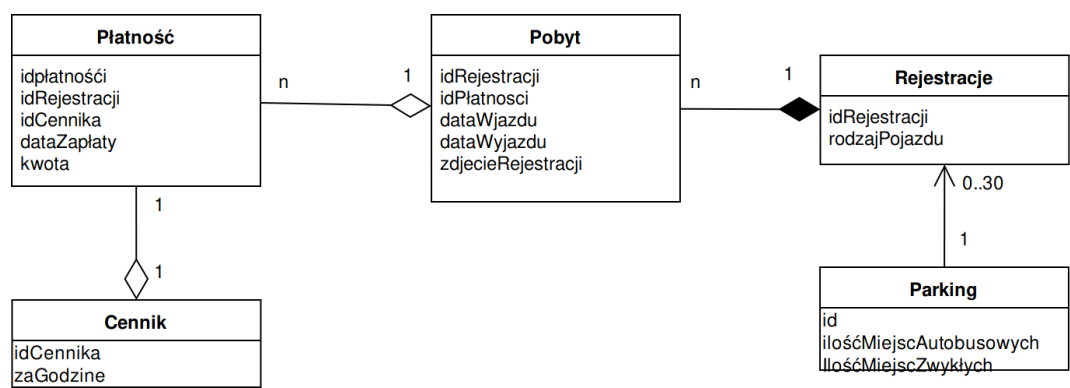 Płatność
idpłatnośći
idRejestracji
idCennika
dataZapłaty
kwota
n
1
Pobyt
idRejestracji
idPłatnosci
dataWjazdu
dataWyjazdu
zdjecieRejestracji
n
1
Rejestracje
idRejestracji
rodzajPojazdu
0..30
1
Parking
id
ilośćMiejscAutobusowych
IlośćMiejscZwykłych
1
1
Cennik
idCennika
zaGodzine